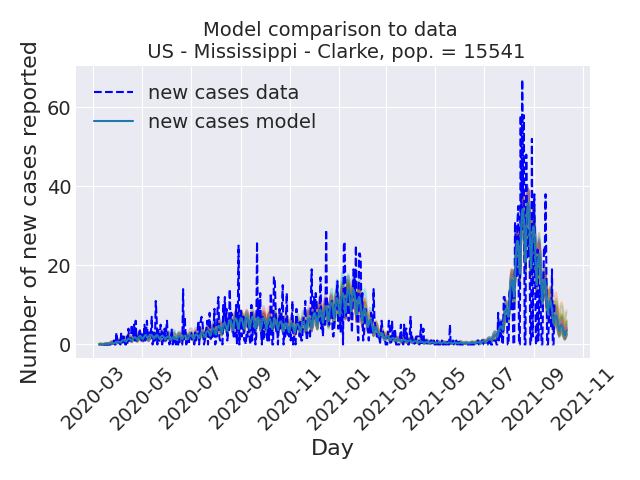 Model comparison to data
US - Mississippi - Clarke, pop. = 15541
Number of new cases reported
60
40
20
0
new cases data
new cases model
2020-03
2020-05
2020-07
2020-09
2020-11
2021-01
2021-03
2021-05
2021-07
2021-09
2021-11
Day